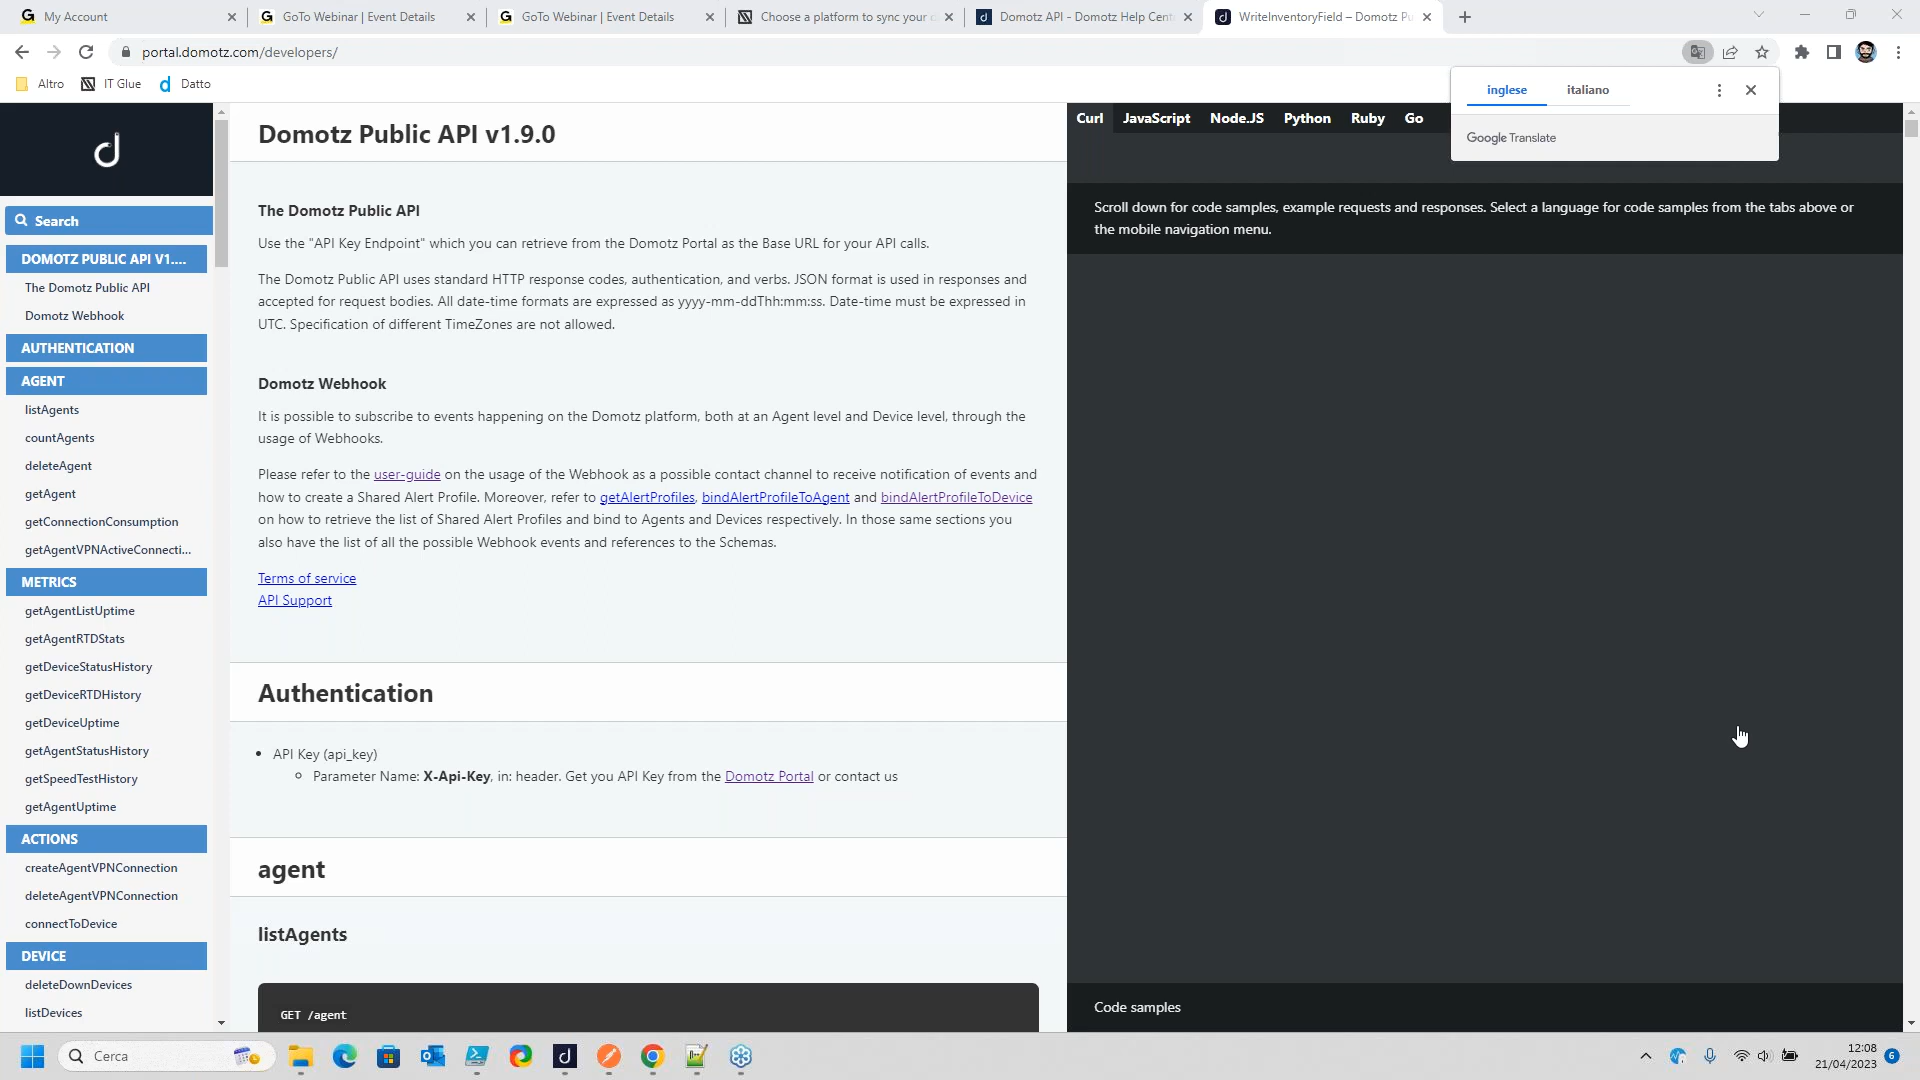 My Account
GoTo Webinar | Event Details
GoTo Webinar | Event Details
Choose a platform to sync your
Domotz API - Domotz Help Cen
WriteInventoryField – Domotz Pu
portal.domotz.com/developers/
Altro
IT Glue
Datto
inglese
italiano
Google Translate
Search
DOMOTZ PUBLIC API V1....
The Domotz Public API
Domotz Webhook
AUTHENTICATION
AGENT
listAgents
countAgents
deleteAgent
getAgent
getConnectionConsumption
getAgentVPNActiveConnecti...
METRICS
getAgentListUptime
getAgentRTDStats
getDeviceStatusHistory
getDeviceRTDHistory
getDeviceUptime
getAgentStatusHistory
getSpeedTestHistory
getAgentUptime
ACTIONS
createAgentVPNConnection
deleteAgentVPNConnection
connectToDevice
DEVICE
deleteDownDevices
listDevices
Domotz Public API v1.9.0
The Domotz Public API
Use the "API Key Endpoint" which you can retrieve from the Domotz Portal as the Base URL for your API calls.
The Domotz Public API uses standard HTTP response codes, authentication, and verbs. JSON format is used in responses and
accepted for request bodies. All date-time formats are expressed as yyyy-mm-ddThh:mm:ss. Date-time must be expressed in
UTC. Specification of different TimeZones are not allowed.
Domotz Webhook
It is possible to subscribe to events happening on the Domotz platform, both at an Agent level and Device level, through the
usage of Webhooks.
Please refer to the user-guide on the usage of the Webhook as a possible contact channel to receive notification of events and
how to create a Shared Alert Profile. Moreover, refer to getAlertProfiles, bindAlertProfileToAgent and bindAlertProfileToDevice
on how to retrieve the list of Shared Alert Profiles and bind to Agents and Devices respectively. In those same sections you
also have the list of all the possible Webhook events and references to the Schemas.
Terms of service
API Support
Authentication
API Key (api_key)
Parameter Name: X-Api-Key, in: header. Get you API Key from the Domotz Portal or contact us
agent
listAgents
GET /agent
Curl JavaScript Node.JS Python Ruby Go
Scroll down for code samples, example requests and responses. Select a language for code samples from the tabs above or
the mobile navigation menu.
Code samples
Cerca
12:08
21/04/2023
6